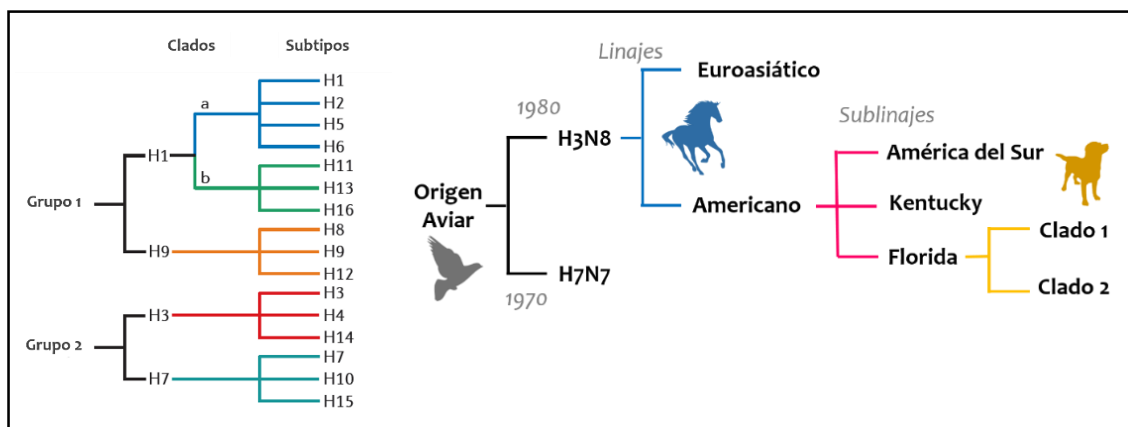 Clados
Subtipos
Grupo 1
H1
a
H1
H2
H5
H6
b
H11
H13
H16
H9
H8
H9
H12
Grupo 2
H3
H3
H4
H14
H7
H7
H10
H15
Origen
Aviar
1980
H3N8
1970
H7N7
Linajes
Euroasiático
Americano
Sublinajes
América del Sur
Kentucky
Florida
Clado 1
Clado 2